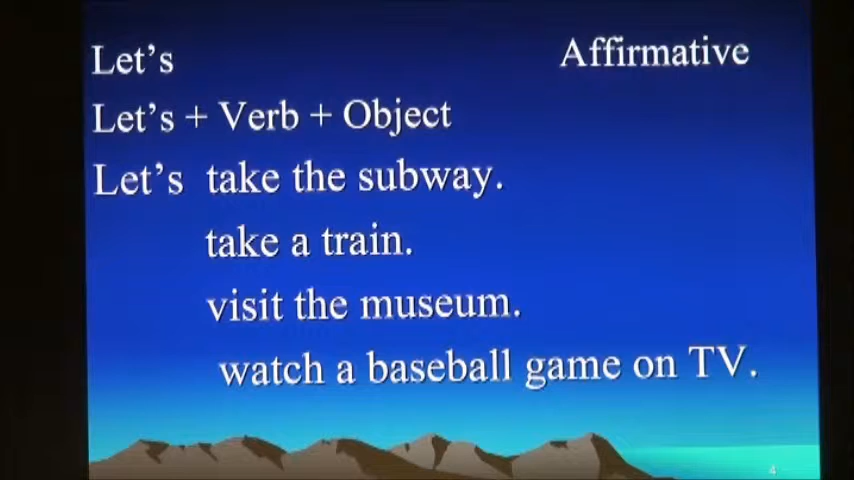 Let's Affirmative
Let's + Verb + Object
Let's take the subway.
take a train.
visit the museum.
watch a baseball game on TV.
4